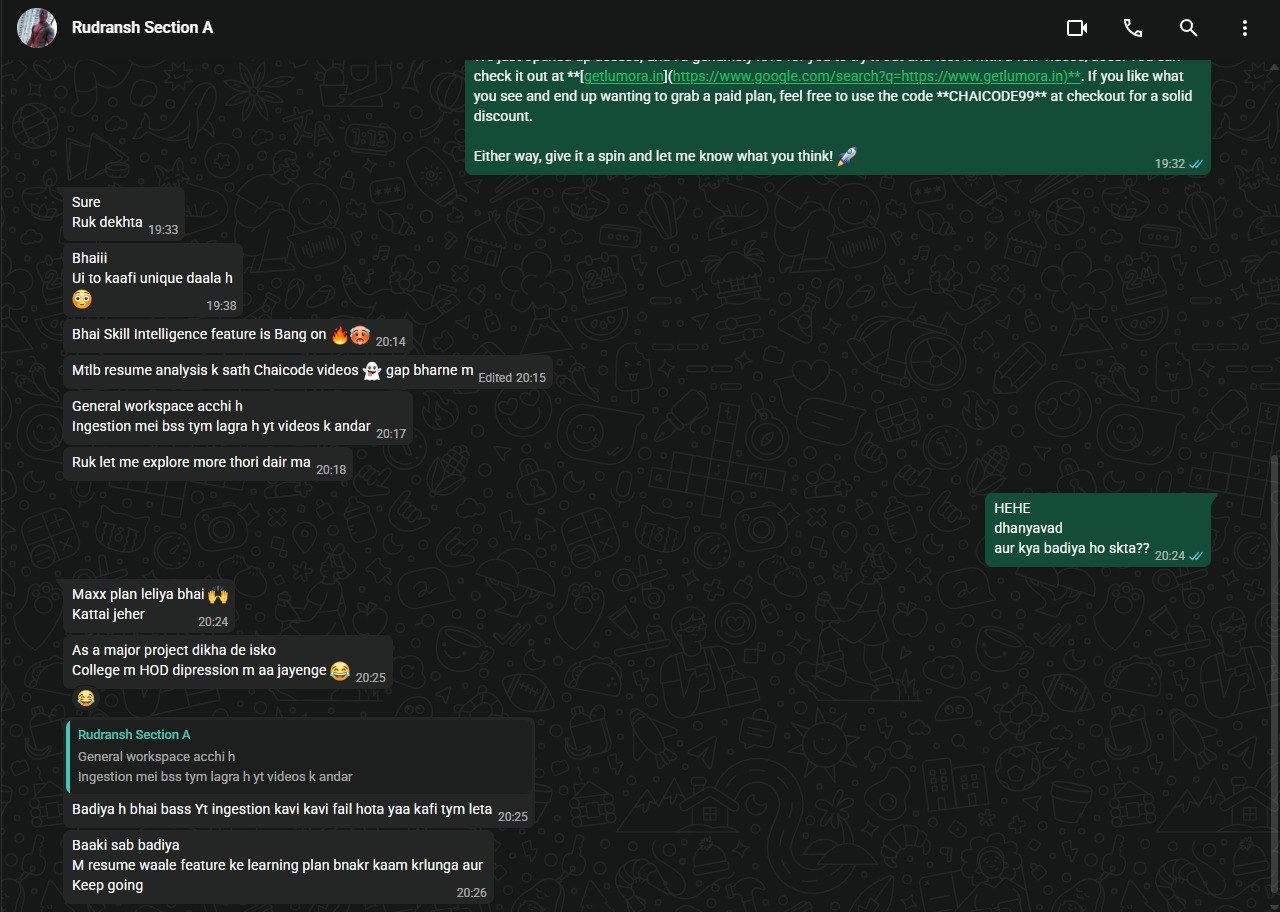 Rudransh Section A
check it out at **[getlumora.in](https://www.google.com/search?q=https://www.getlumora.in)**. If you like what
you see and end up wanting to grab a paid plan, feel free to use the code **CHAICODE99** at checkout for a solid
discount.
Either way, give it a spin and let me know what you think! 🚀
19:32
Sure
Ruk dekhta 19:33
Bhaiii
Ui to kaafi unique daala h
😳 19:38
Bhai Skill Intelligence feature is Bang on 🔥🥵 20:14
Mtlb resume analysis k sath Chaicode videos 👻 gap bharne m Edited 20:15
General workspace acchi h
Ingestion mei bss tym lagra h yt videos k andar 20:17
Ruk let me explore more thori dair ma 20:18
HEHE
dhanyavad
aur kya badiya ho skta?? 20:24
Maxx plan leliya bhai 🙌
Kattai jeher 20:24
As a major project dikha de isko
College m HOD dipression m aa jayenge 😂 20:25
😂
Rudransh Section A
General workspace acchi h
Ingestion mei bss tym lagra h yt videos k andar
Badiya h bhai bass Yt ingestion kavi kavi fail hota yaa kafi tym leta 20:25
Baaki sab badiya
M resume waale feature ke learning plan bnakr kaam krlunga aur
Keep going 20:26